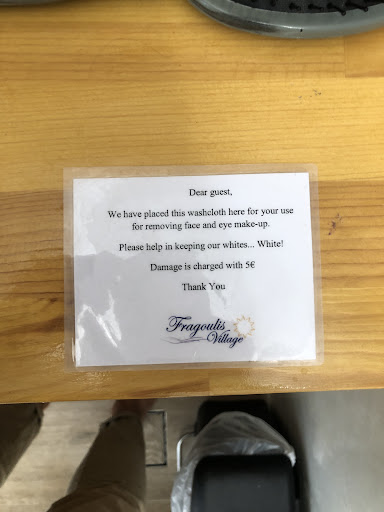 Dear guest,
We have placed this washcloth here for your use
for removing face and eye make-up.
Please help in keeping our whites... White!
Damage is charged with 5€
Thank You
Fragoulis
Village